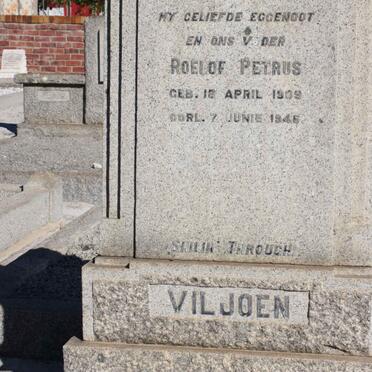 MY GELIEFDE EGGENOOT
EN ONS V DER
ROELOF PETRUS
GEB. 18 APRIL 1909
OORL. 7 JUNIE 1946
THROUGH
VILJOEN